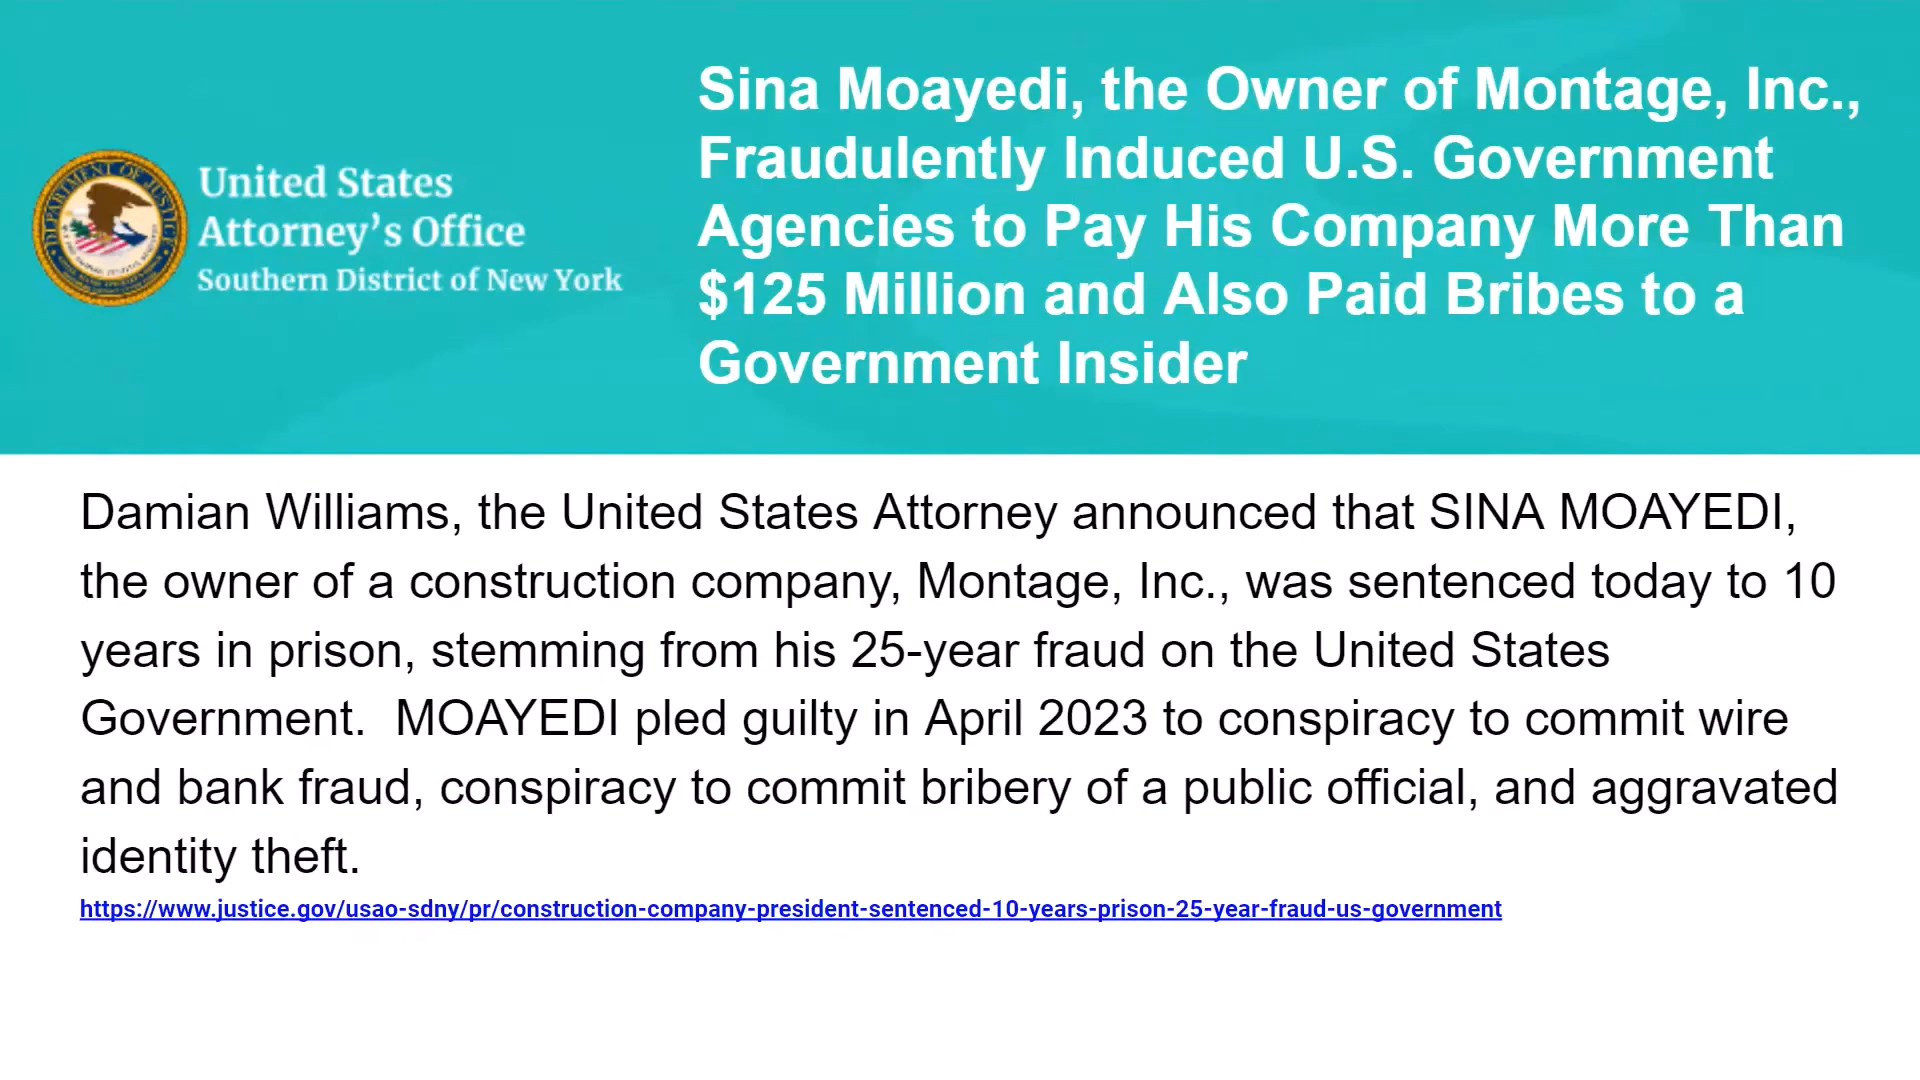 Sina Moayedi, the Owner of Montage, Inc.,
Fraudulently Induced U.S. Government
Agencies to Pay His Company More Than
$125 Million and Also Paid Bribes to a
Government Insider
United States
Attorney's Office
Southern District of New York
DEPARTMENT OF JUSTICE
Damian Williams, the United States Attorney announced that SINA MOAYEDI,
the owner of a construction company, Montage, Inc., was sentenced today to 10
years in prison, stemming from his 25-year fraud on the United States
Government.  MOAYEDI pled guilty in April 2023 to conspiracy to commit wire
and bank fraud, conspiracy to commit bribery of a public official, and aggravated
identity theft.
https://www.justice.gov/usao-sdny/pr/construction-company-president-sentenced-10-years-prison-25-year-fraud-us-government